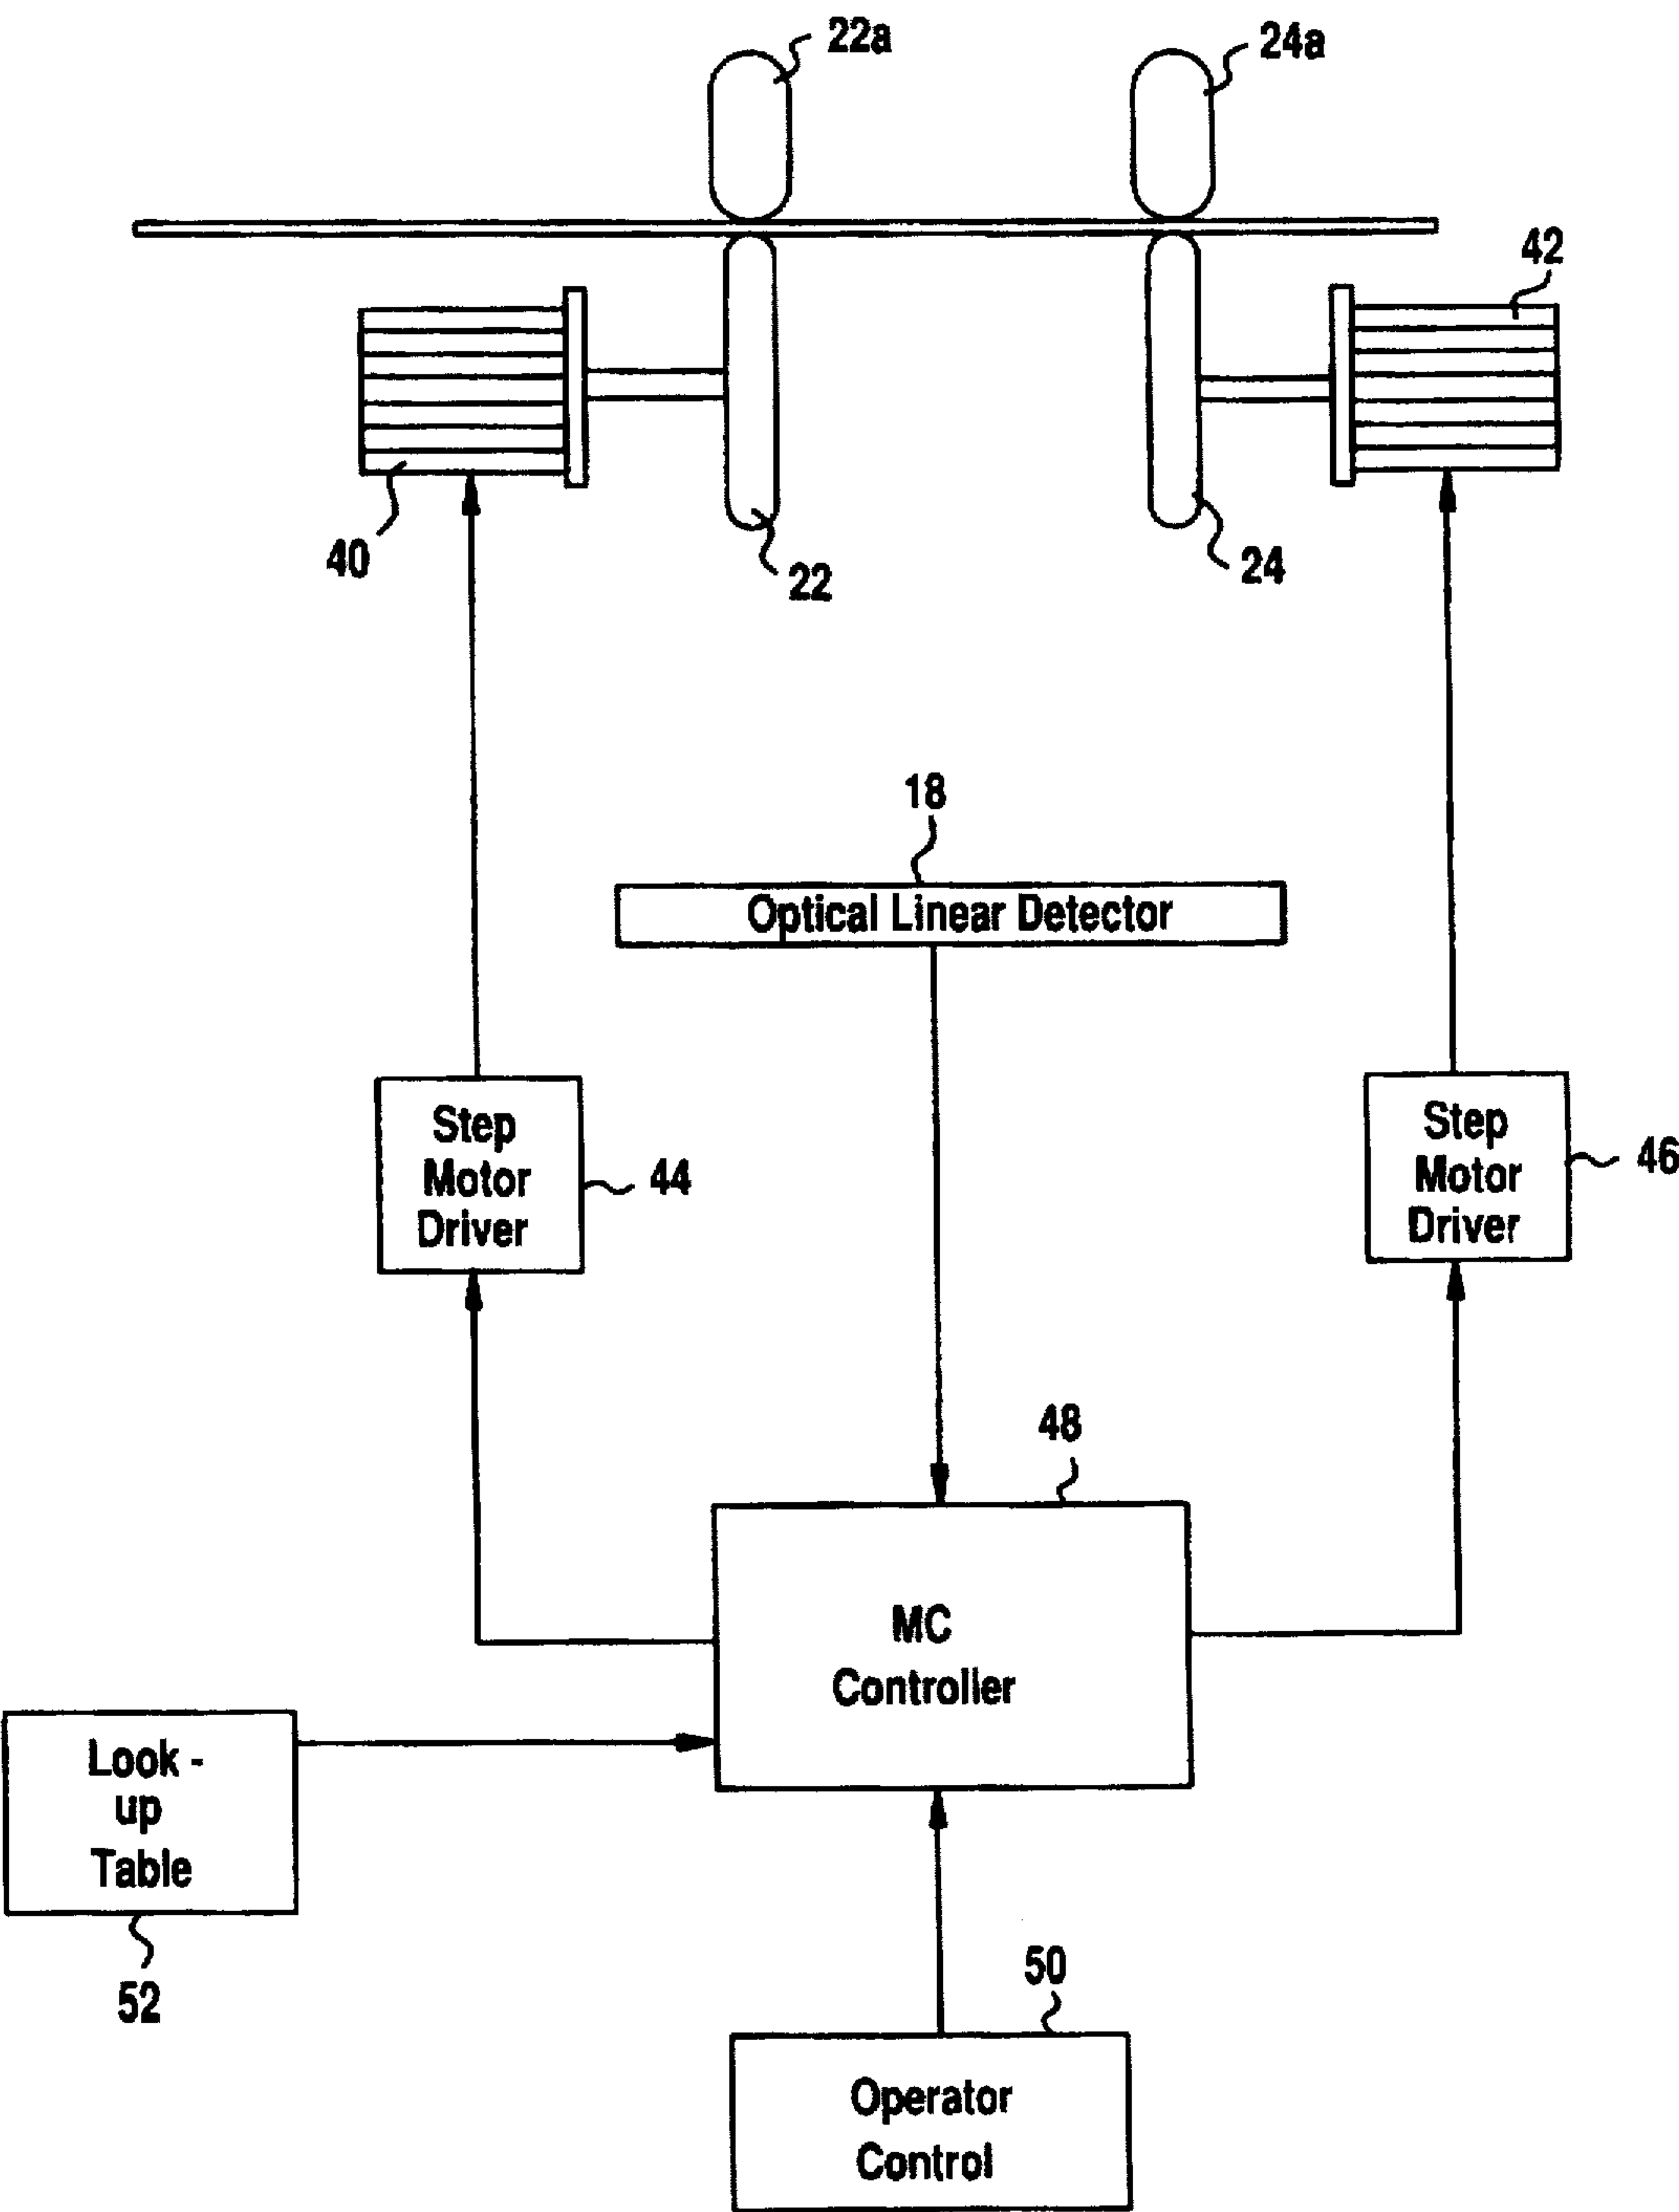 22a
24a
42
40
22
24
18
Optical Linear Detector
Step
Motor
Driver
44
Step
Motor
Driver
46
48
MC
Controller
Look -
up
Table
52
50
Operator
Control